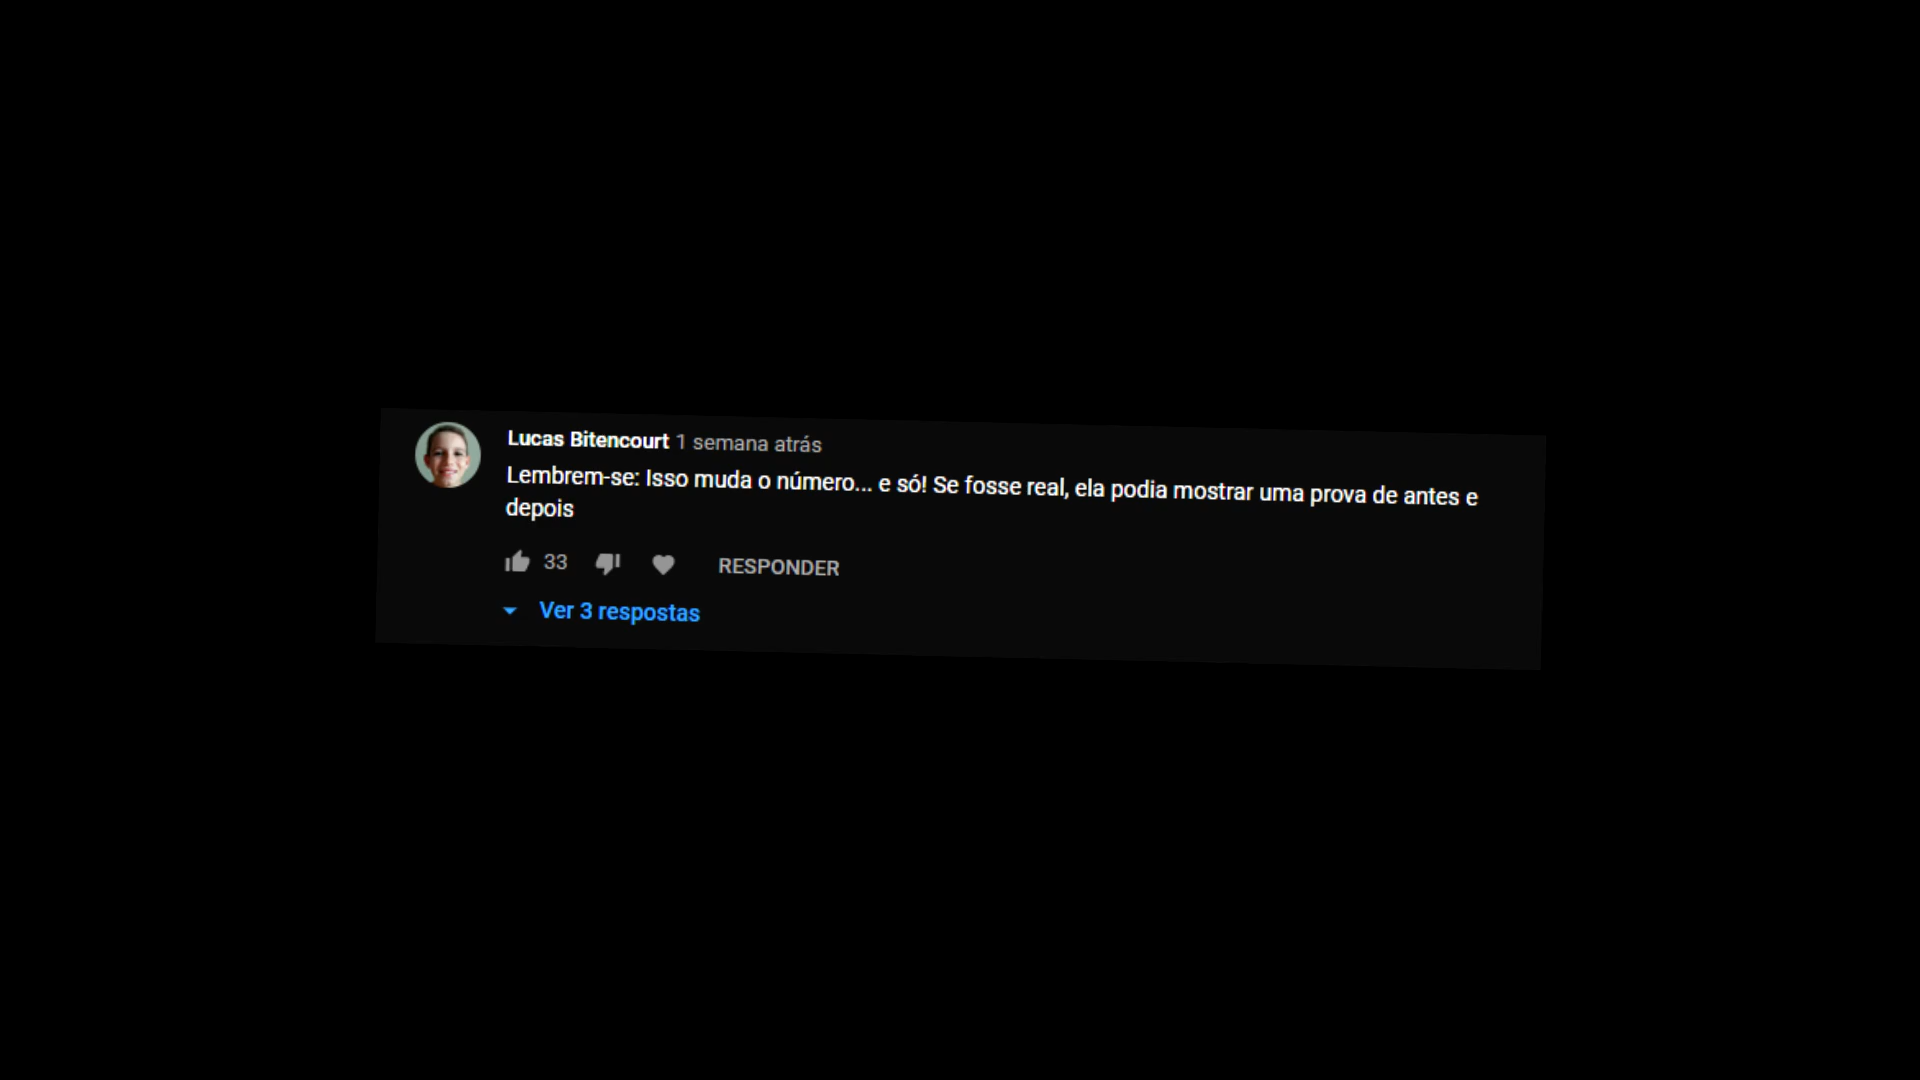 Lucas Bitencourt 1 semana atrás
Lembrem-se: Isso muda o número... e só! Se fosse real, ela podia mostrar uma prova de antes e
depois
33 RESPONDER
Ver 3 respostas